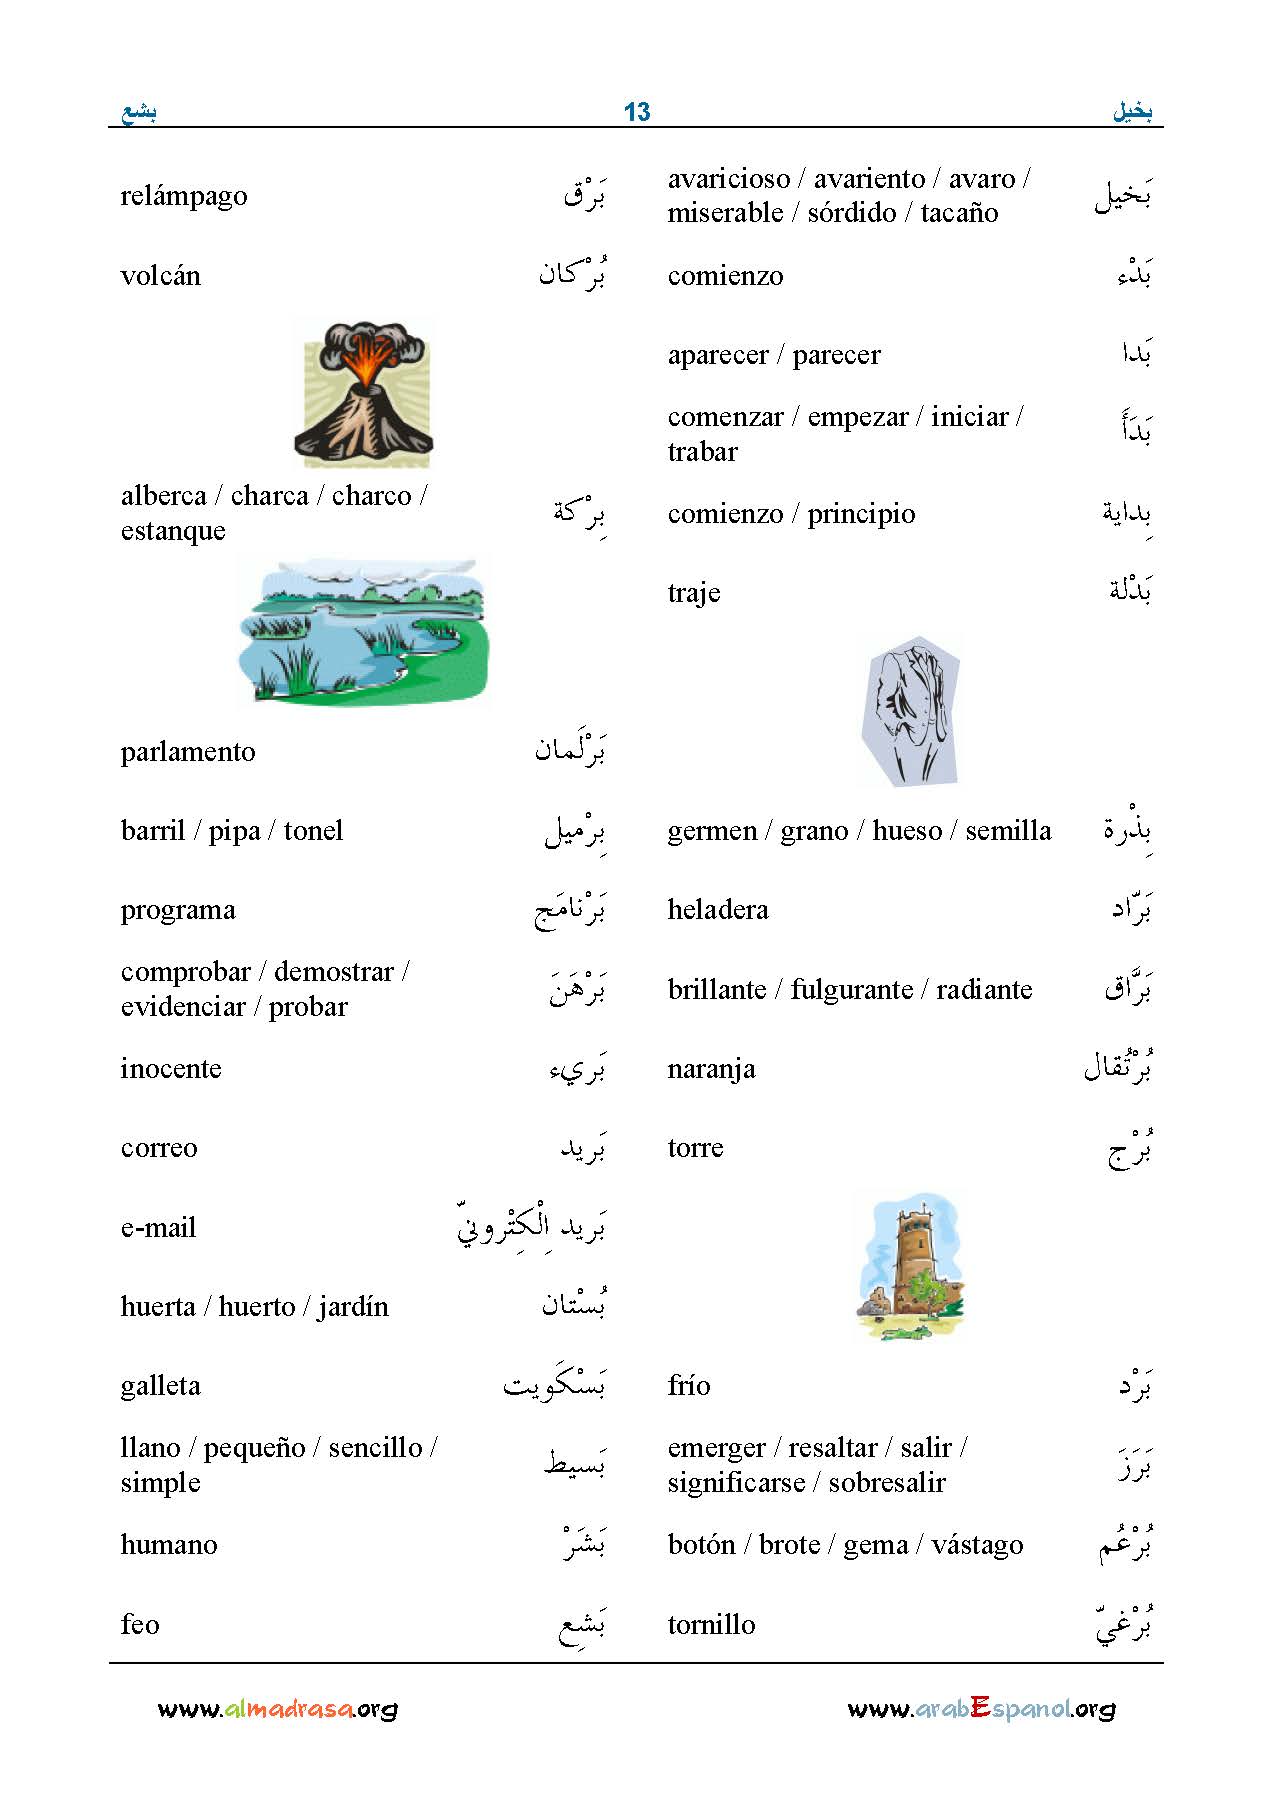 بخيل
13
بشع
بَخيل
avaricioso / avariento / avaro /
miserable / sórdido / tacaño
بَدْء
comienzo
بَدا
aparecer / parecer
بَدَأَ
comenzar / empezar / iniciar /
trabar
بِداية
comienzo / principio
بَدْلة
traje
بِذْرة
germen / grano / hueso / semilla
بَرّاد
heladera
بَرَّاق
brillante / fulgurante / radiante
بُرْتُقال
naranja
بُرْج
torre
بَرْد
frío
بَرَزَ
emerger / resaltar / salir /
significarse / sobresalir
بُرْعُم
botón / brote / gema / vástago
بُرْغيّ
tornillo
بَرْق
relámpago
بُرْكان
volcán
بِرْكة
alberca / charca / charco /
estanque
بَرْلَمان
parlamento
بِرْميل
barril / pipa / tonel
بَرْنامَج
programa
بَرْهَنَ
comprobar / demostrar /
evidenciar / probar
بَريء
inocente
بَريد
correo
بَريد اِلْكِتْرونيّ
e-mail
بُسْتان
huerta / huerto / jardín
بَسْكَويت
galleta
بَسيط
llano / pequeño / sencillo /
simple
بَشَرْ
humano
بَشِع
feo
www.almadrasa.org
www.arabEspanol.org